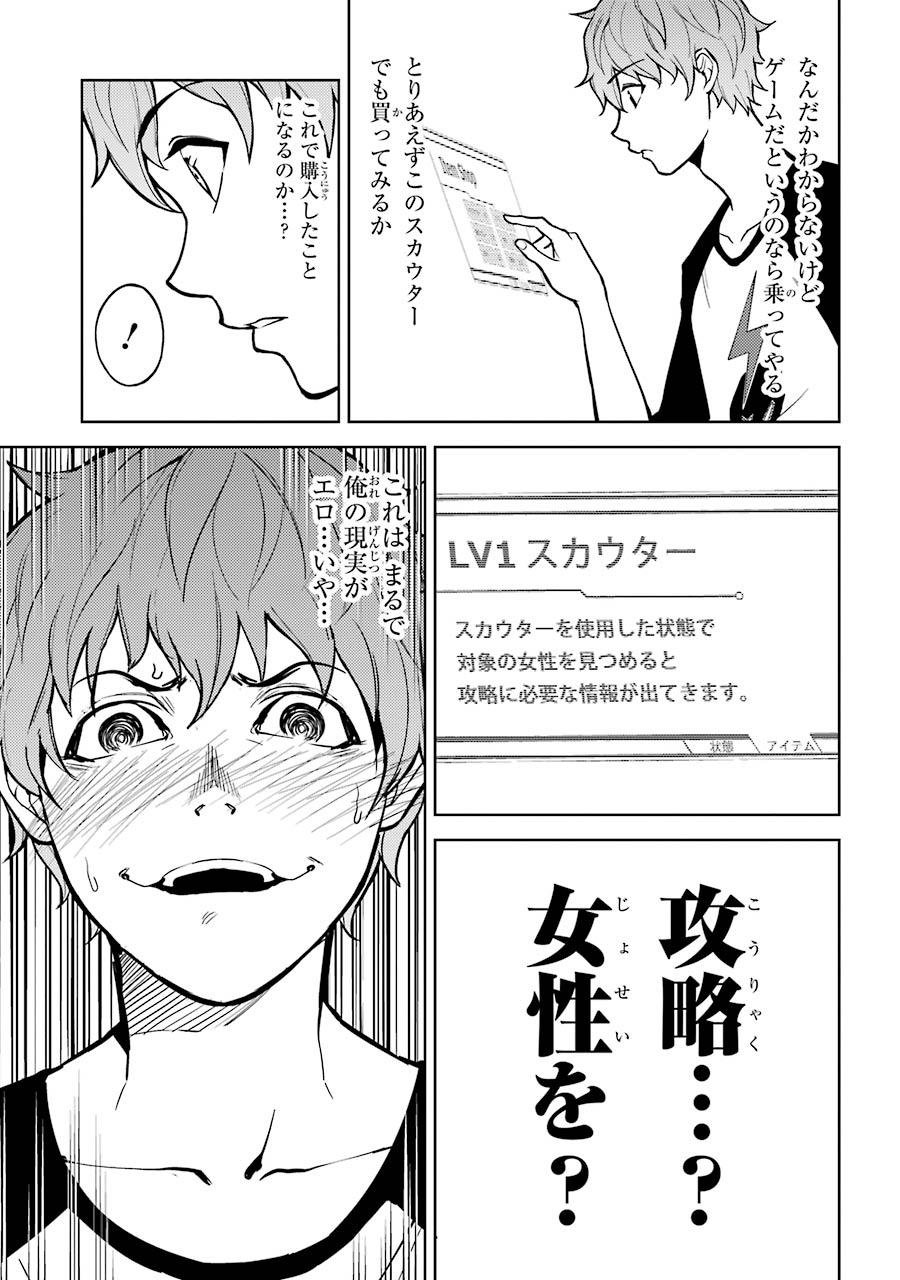 なんだかわからないけど
ゲームだというのなら乗ってやる
とりあえずこのスカウター
でも買ってみるか
Item Shop
これで購入したこと
になるのか…?
!
LV1 スカウター
スカウターを使用した状態で
対象の女性を見つめると
攻略に必要な情報が出てきます。
状態
アイテム
攻略…?
女性を?
これはまるで
俺の現実が
エロ…いや…